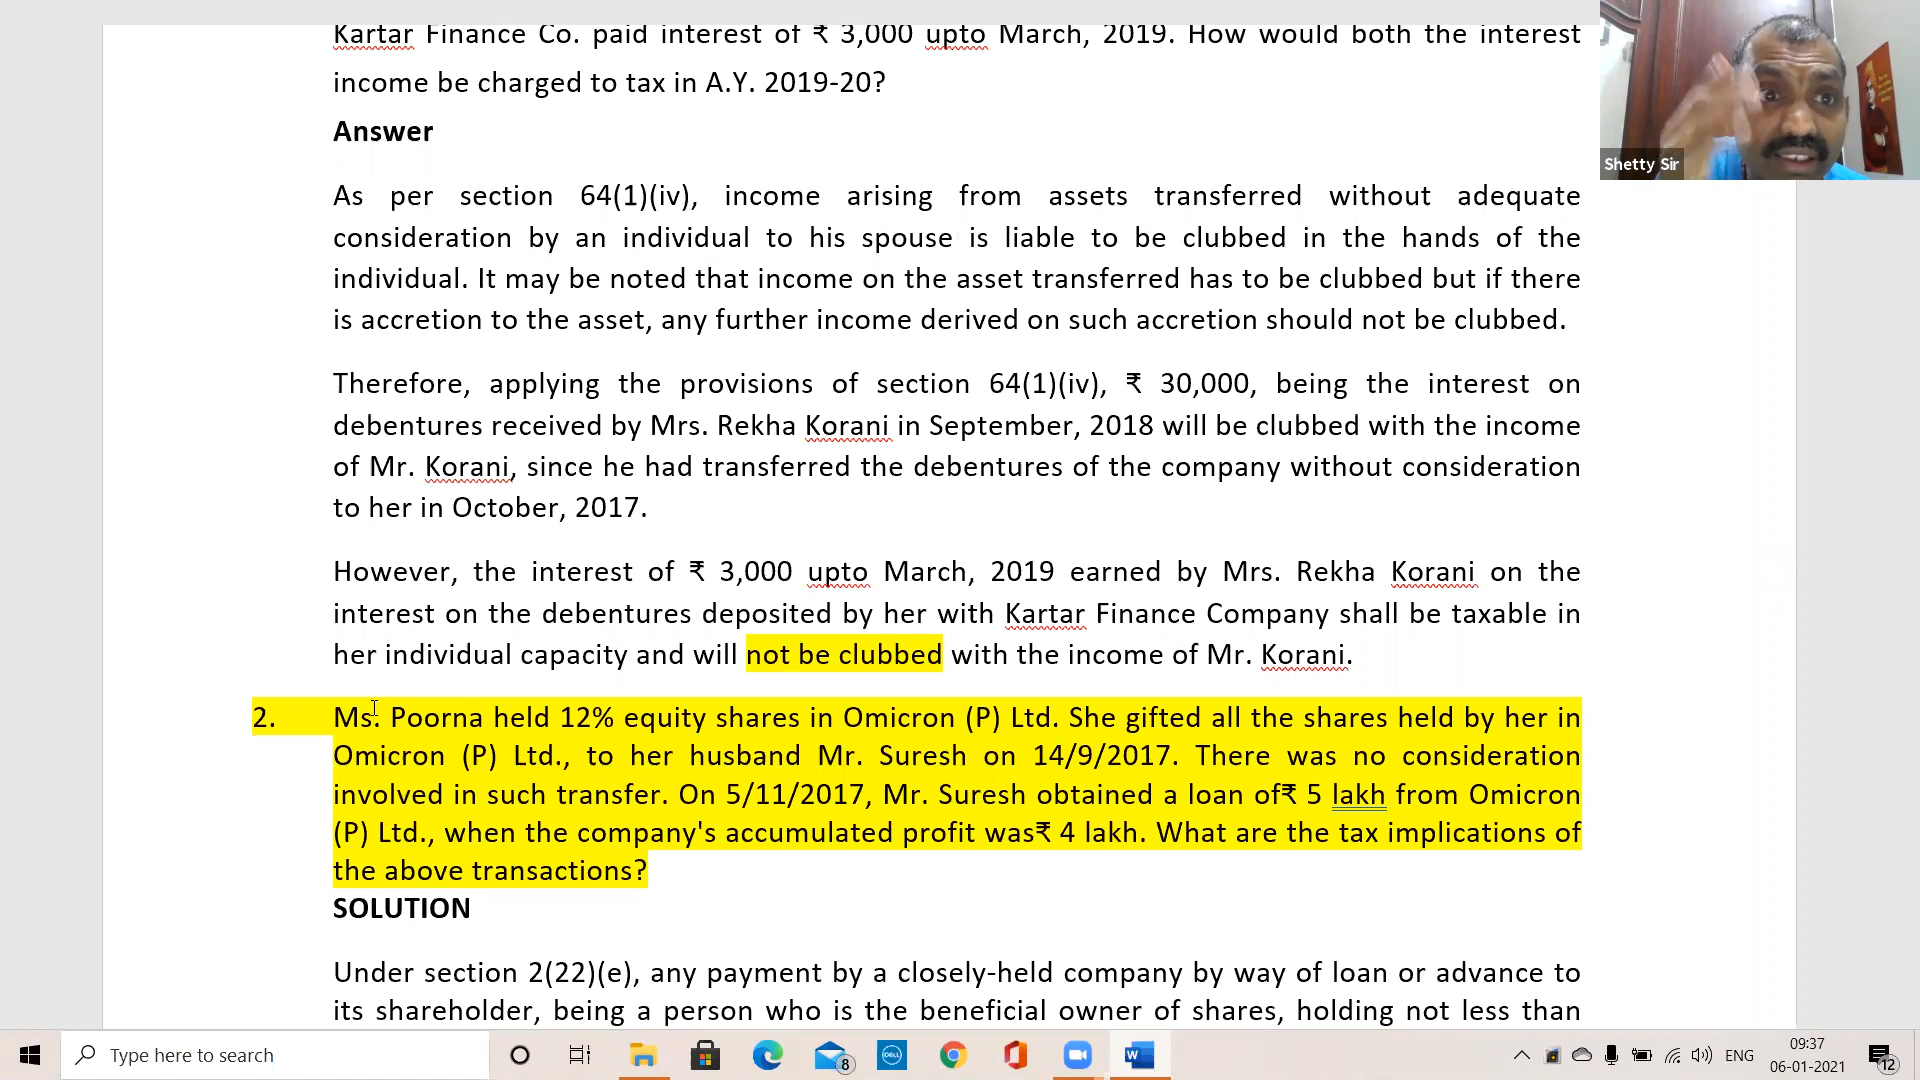 Kartar Finance Co. paid interest of ₹ 3,000 upto March, 2019. How would both the interest
income be charged to tax in A.Y. 2019-20?
Answer
As per section 64(1)(iv), income arising from assets transferred without adequate
consideration by an individual to his spouse is liable to be clubbed in the hands of the
individual. It may be noted that income on the asset transferred has to be clubbed but if there
is accretion to the asset, any further income derived on such accretion should not be clubbed.
Therefore, applying the provisions of section 64(1)(iv), ₹ 30,000, being the interest on
debentures received by Mrs. Rekha Korani in September, 2018 will be clubbed with the income
of Mr. Korani, since he had transferred the debentures of the company without consideration
to her in October, 2017.
However, the interest of ₹ 3,000 upto March, 2019 earned by Mrs. Rekha Korani on the
interest on the debentures deposited by her with Kartar Finance Company shall be taxable in
her individual capacity and will not be clubbed with the income of Mr. Korani.
2. Ms. Poorna held 12% equity shares in Omicron (P) Ltd. She gifted all the shares held by her in
Omicron (P) Ltd., to her husband Mr. Suresh on 14/9/2017. There was no consideration
involved in such transfer. On 5/11/2017, Mr. Suresh obtained a loan of₹ 5 lakh from Omicron
(P) Ltd., when the company's accumulated profit was₹ 4 lakh. What are the tax implications of
the above transactions?
SOLUTION
Under section 2(22)(e), any payment by a closely-held company by way of loan or advance to
its shareholder, being a person who is the beneficial owner of shares, holding not less than
Shetty Sir
Type here to search
8
DELL
W
ENG
09:37
06-01-2021
12